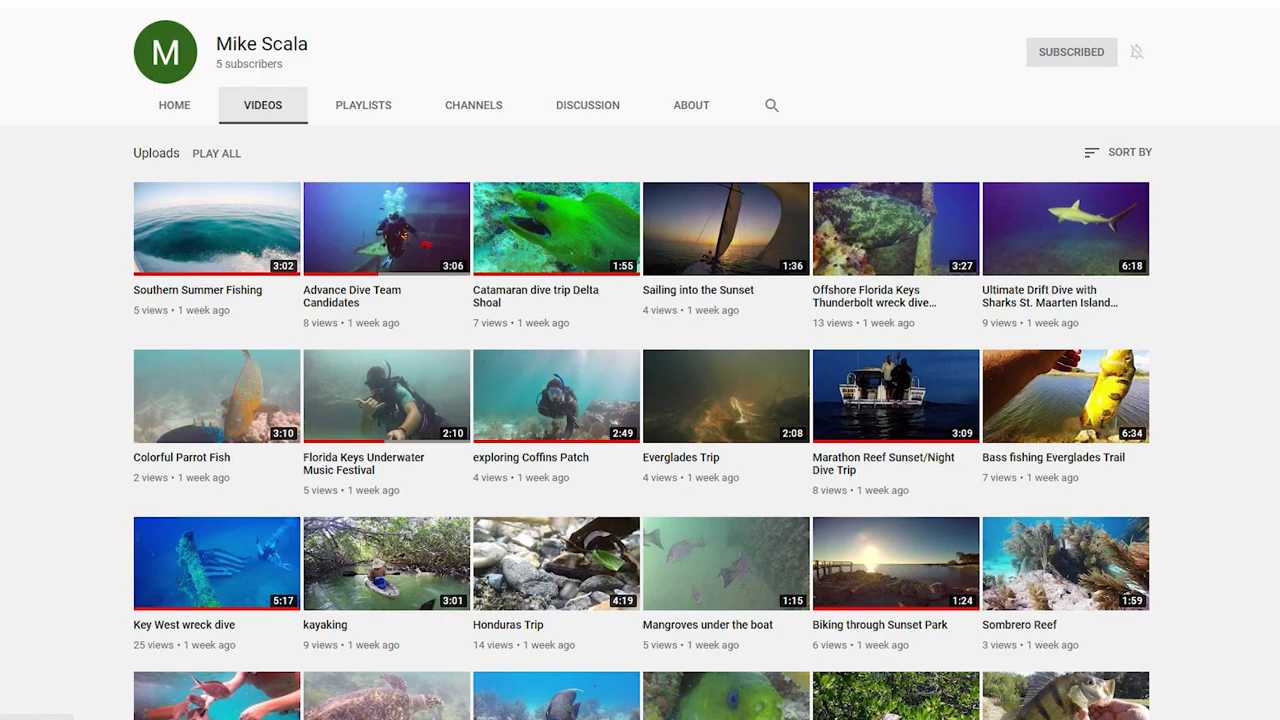 M
Mike Scala
5 subscribers
SUBSCRIBED
HOME VIDEOS PLAYLISTS CHANNELS DISCUSSION ABOUT
Uploads PLAY ALL
SORT BY
3:02 3:06 1:55 1:36 3:27 6:18
Southern Summer Fishing
5 views • 1 week ago
Advance Dive Team
Candidates
8 views • 1 week ago
Catamaran dive trip Delta
Shoal
7 views • 1 week ago
Sailing into the Sunset
4 views • 1 week ago
Offshore Florida Keys
Thunderbolt wreck dive...
13 views • 1 week ago
Ultimate Drift Dive with
Sharks St. Maarten Island...
9 views • 1 week ago
3:10 2:10 2:49 2:08 3:09 6:34
Colorful Parrot Fish
2 views • 1 week ago
Florida Keys Underwater
Music Festival
5 views • 1 week ago
exploring Coffins Patch
4 views • 1 week ago
Everglades Trip
4 views • 1 week ago
Marathon Reef Sunset/Night
Dive Trip
8 views • 1 week ago
Bass fishing Everglades Trail
7 views • 1 week ago
5:17 3:01 4:19 1:15 1:24 1:59
Key West wreck dive
25 views • 1 week ago
kayaking
9 views • 1 week ago
Honduras Trip
14 views • 1 week ago
Mangroves under the boat
5 views • 1 week ago
Biking through Sunset Park
6 views • 1 week ago
Sombrero Reef
3 views • 1 week ago